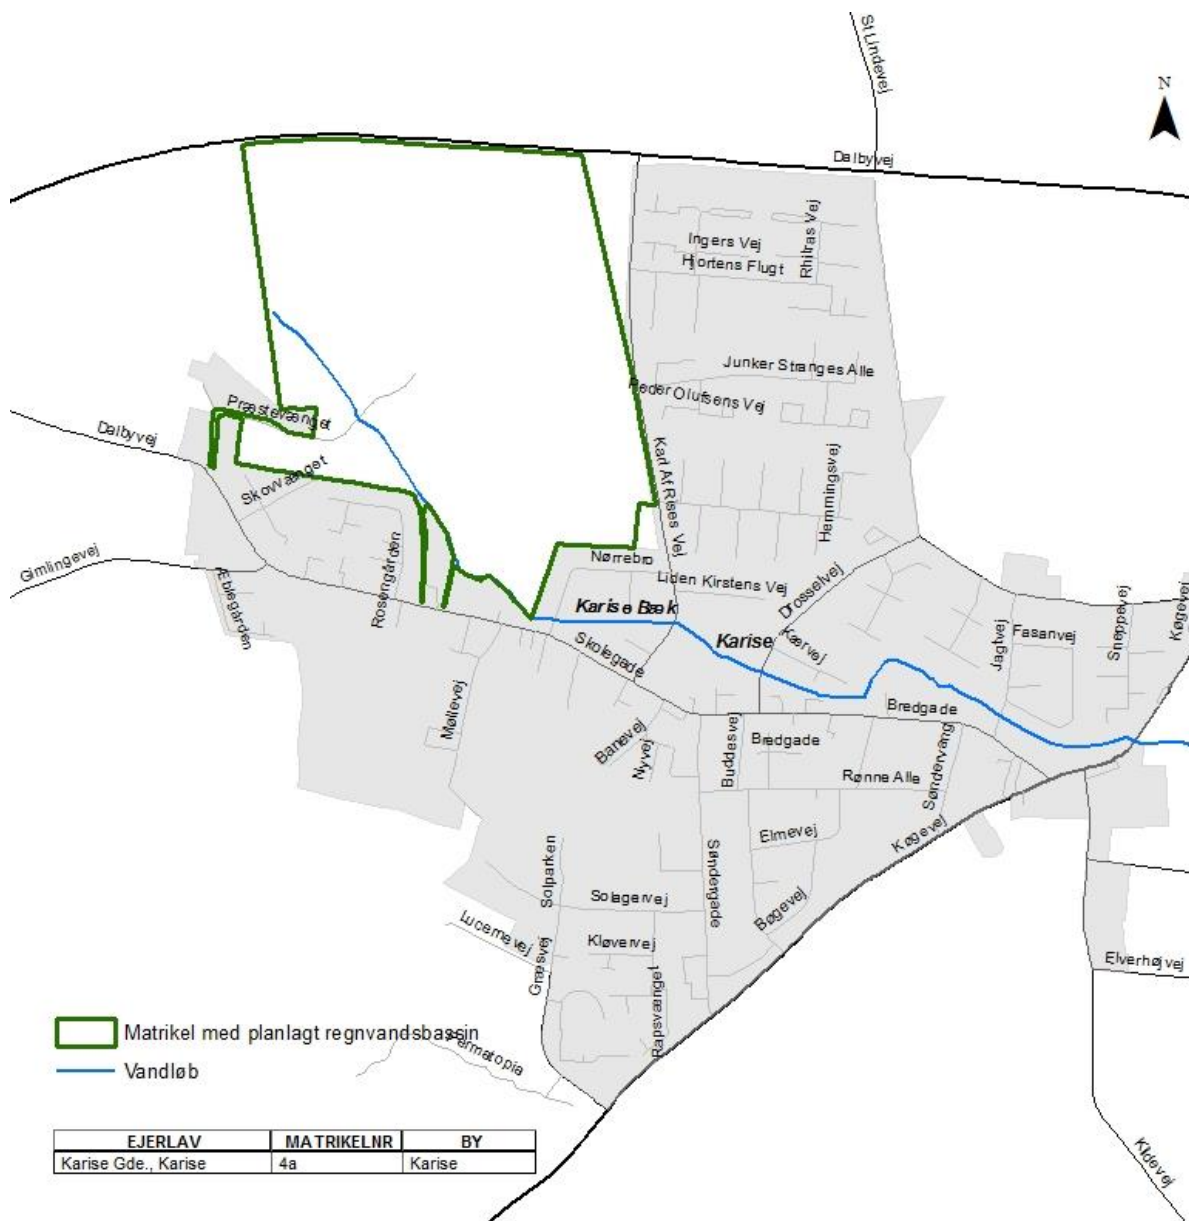 St Lindevej
N
Dalbyvej
Ingers Vej
Rhitras Vej
Hjortens Flugt
Junker Stranges Alle
Peder Olufsens Vej
Præstevænget
Dalbyvej
Skovvænget
Karl Af Rises Vej
Hemmingsvej
Gimlingevej
Æblegården
Rosengården
Nørrebro
Liden Kirstens Vej
Drosselvej
Karise Bæk
Karise
Kærvej
Skolegade
Jagtvej
Fasanvej
Sneppevej
Køgevej
Møllevej
Bredgade
Banevej
Nyvej
Buddesvej
Bredgade
Rønne Alle
Søndervang
Elmevej
Køgevej
Solparken
Søndergade
Solagervej
Bøgevej
Lucernevej
Kløvervej
Græsvej
Rapsvænget
Elverhøjvej
Matrikel med planlagt regnvandsbassin
Permatopia
Vandløb
Kildevej
EJERLAV MATRIKELNR BY
Karise Gde., Karise 4a Karise